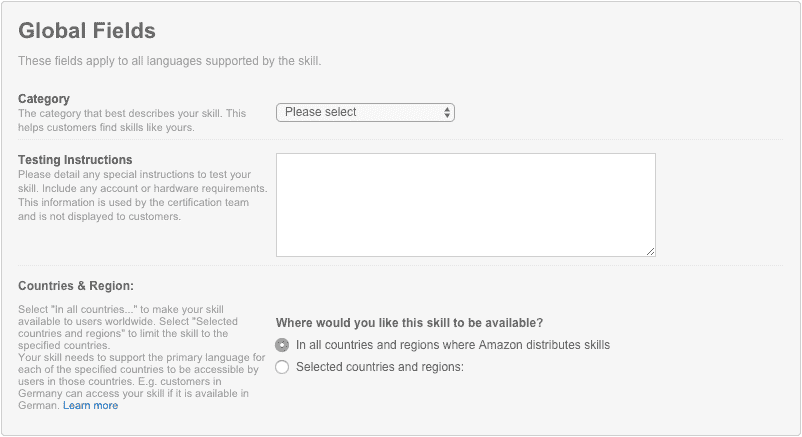 Global Fields
These fields apply to all languages supported by the skill.
Category
The category that best describes your skill. This
helps customers find skills like yours.
Please select
Testing Instructions
Please detail any special instructions to test your
skill. Include any account or hardware requirements.
This information is used by the certification team
and is not displayed to customers.
Countries & Region:
Select "In all countries..." to make your skill
available to users worldwide. Select "Selected
countries and regions" to limit the skill to the
specified countries.
Your skill needs to support the primary language for
each of the specified countries to be accessible by
users in those countries. E.g. customers in
Germany can access your skill if it is available in
German. Learn more
Where would you like this skill to be available?
In all countries and regions where Amazon distributes skills
Selected countries and regions: